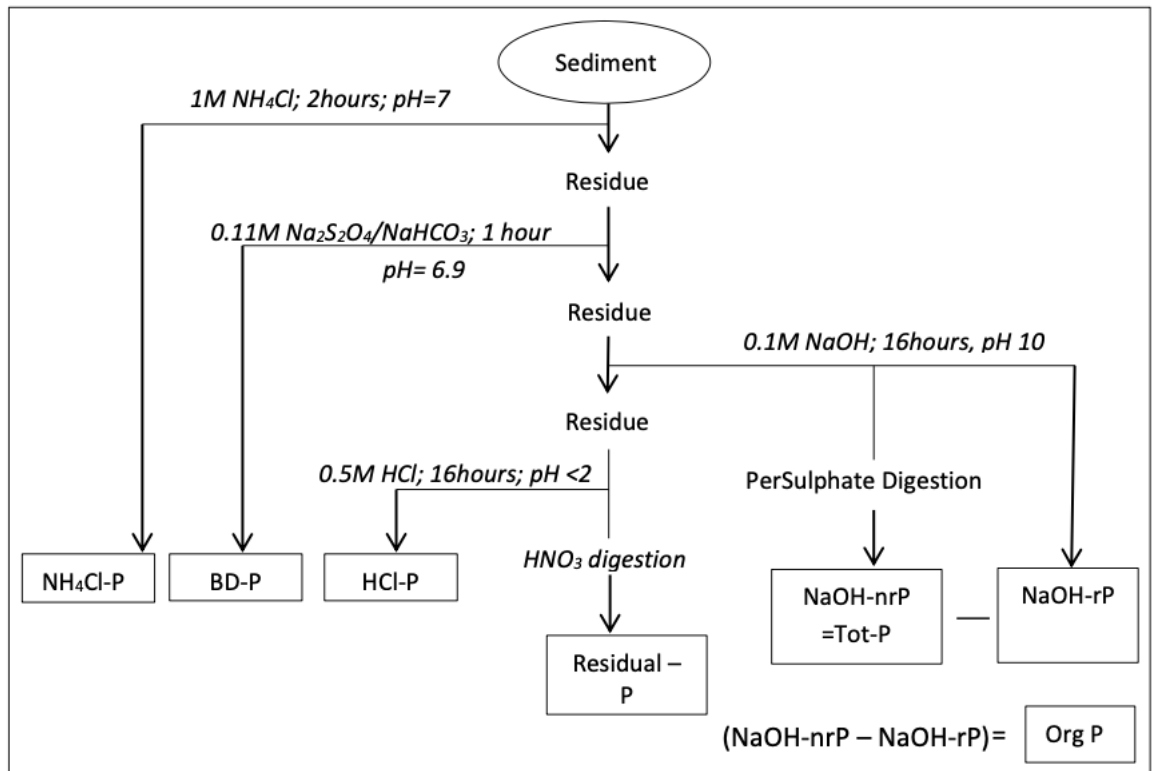 Sediment
1M NH₄Cl; 2hours; pH=7
Residue
0.11M Na₂S₂O₄/NaHCO₃; 1 hour
pH= 6.9
Residue
0.1M NaOH; 16hours, pH 10
Residue
0.5M HCl; 16hours; pH <2
PerSulphate Digestion
HNO₃ digestion
NH₄Cl-P
BD-P
HCl-P
NaOH-nrP
=Tot-P
—
NaOH-rP
Residual –
P
(NaOH-nrP – NaOH-rP)=
Org P